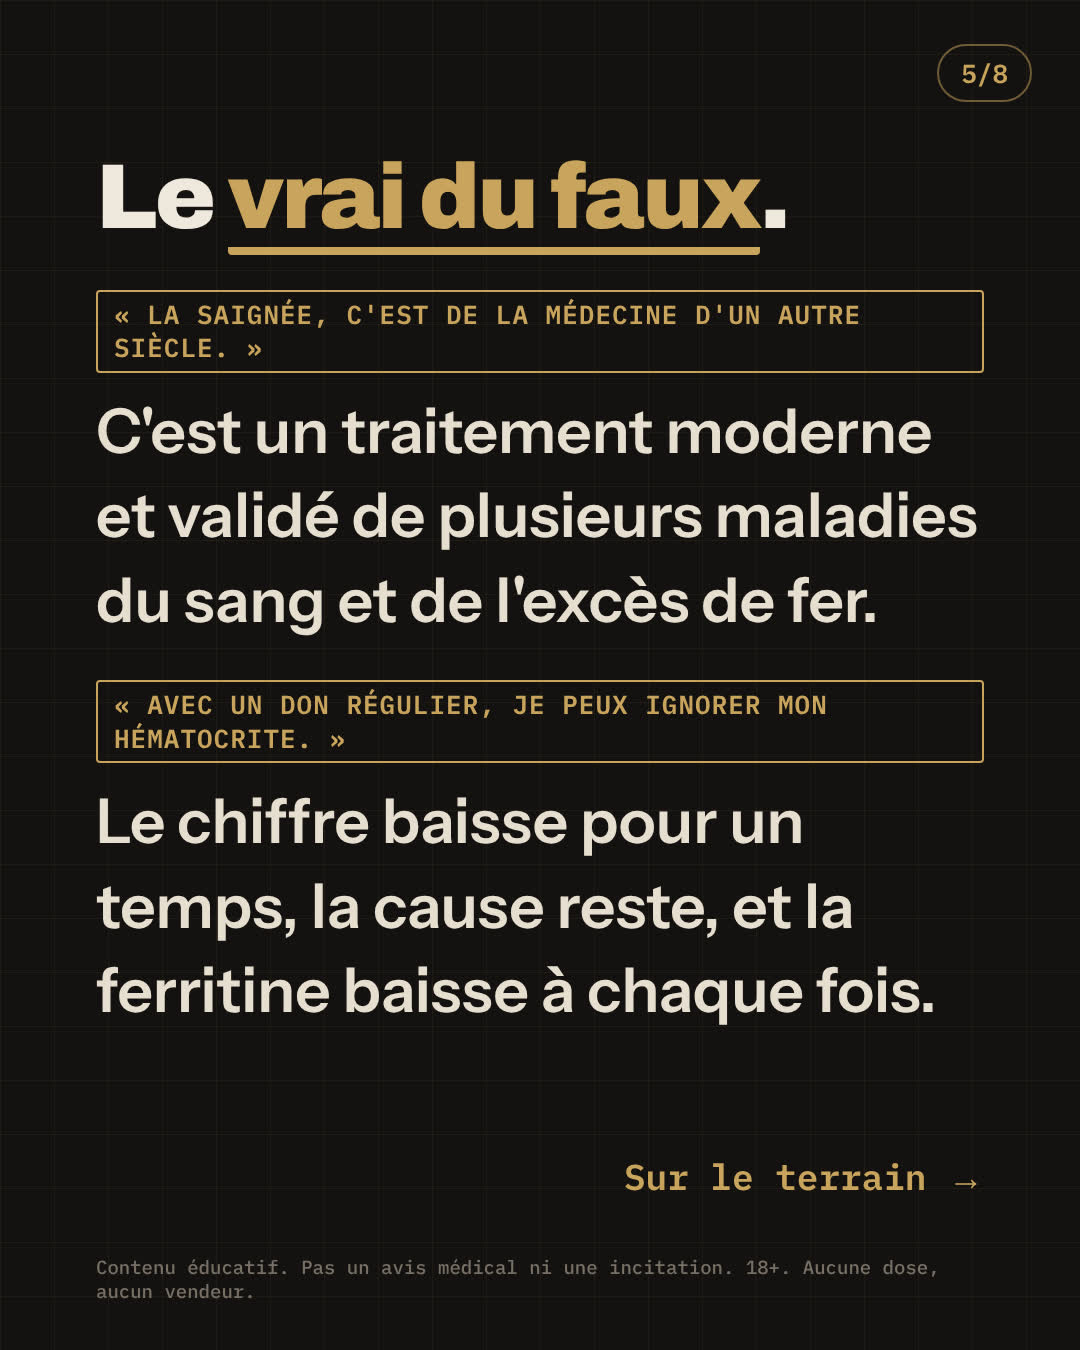 5/8
Le vrai du faux.
« LA SAIGNÉE, C'EST DE LA MÉDECINE D'UN AUTRE
SIÈCLE. »
C'est un traitement moderne
et validé de plusieurs maladies
du sang et de l'excès de fer.
« AVEC UN DON RÉGULIER, JE PEUX IGNORER MON
HÉMATOCRITE. »
Le chiffre baisse pour un
temps, la cause reste, et la
ferritine baisse à chaque fois.
Sur le terrain →
Contenu éducatif. Pas un avis médical ni une incitation. 18+. Aucune dose,
aucun vendeur.